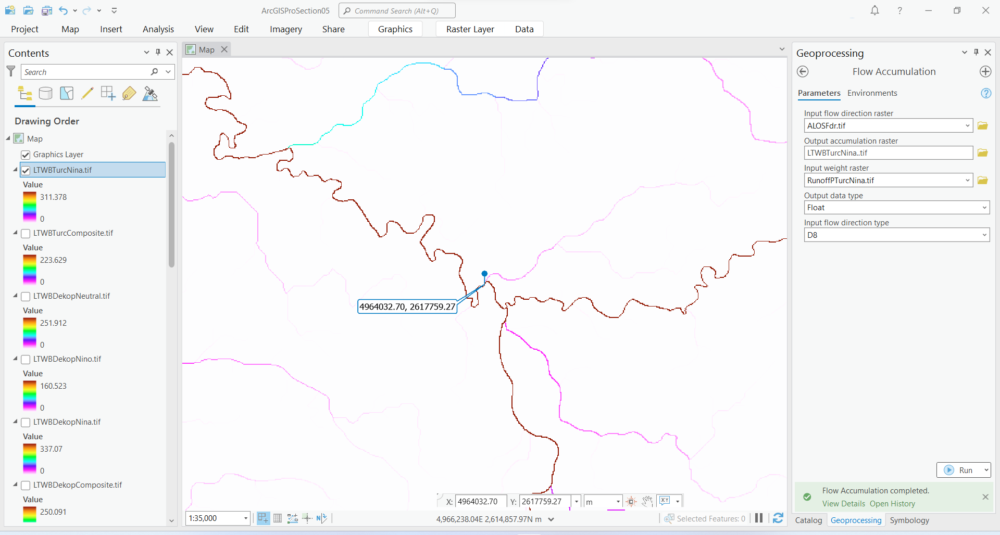 ArcGISProSection05
Command Search (Alt+Q)
?
Project Map Insert Analysis View Edit Imagery Share Graphics Raster Layer Data
Contents
Search
Drawing Order
Map
Graphics Layer
LTWBTurcNina.tif
Value
311.378
0
LTWBTurcComposite.tif
Value
223.629
0
LTWBDekopNeutral.tif
Value
251.912
0
LTWBDekopNino.tif
Value
160.523
0
LTWBDekopNina.tif
Value
337.07
0
LTWBDekopComposite.tif
Value
250.091
Map
4964032.70, 2617759.27
X: 4964032.70 Y: 2617759.27 m XY
1:35,000 N 4,966,238.04E 2,614,857.97N m Selected Features: 0
Geoprocessing
Flow Accumulation
Parameters Environments ?
Input flow direction raster
ALOSFdr.tif
Output accumulation raster
LTWBTurcNina..tif
Input weight raster
RunoffPTurcNina.tif
Output data type
Float
Input flow direction type
D8
Run
Flow Accumulation completed.
View Details Open History
Catalog Geoprocessing Symbology